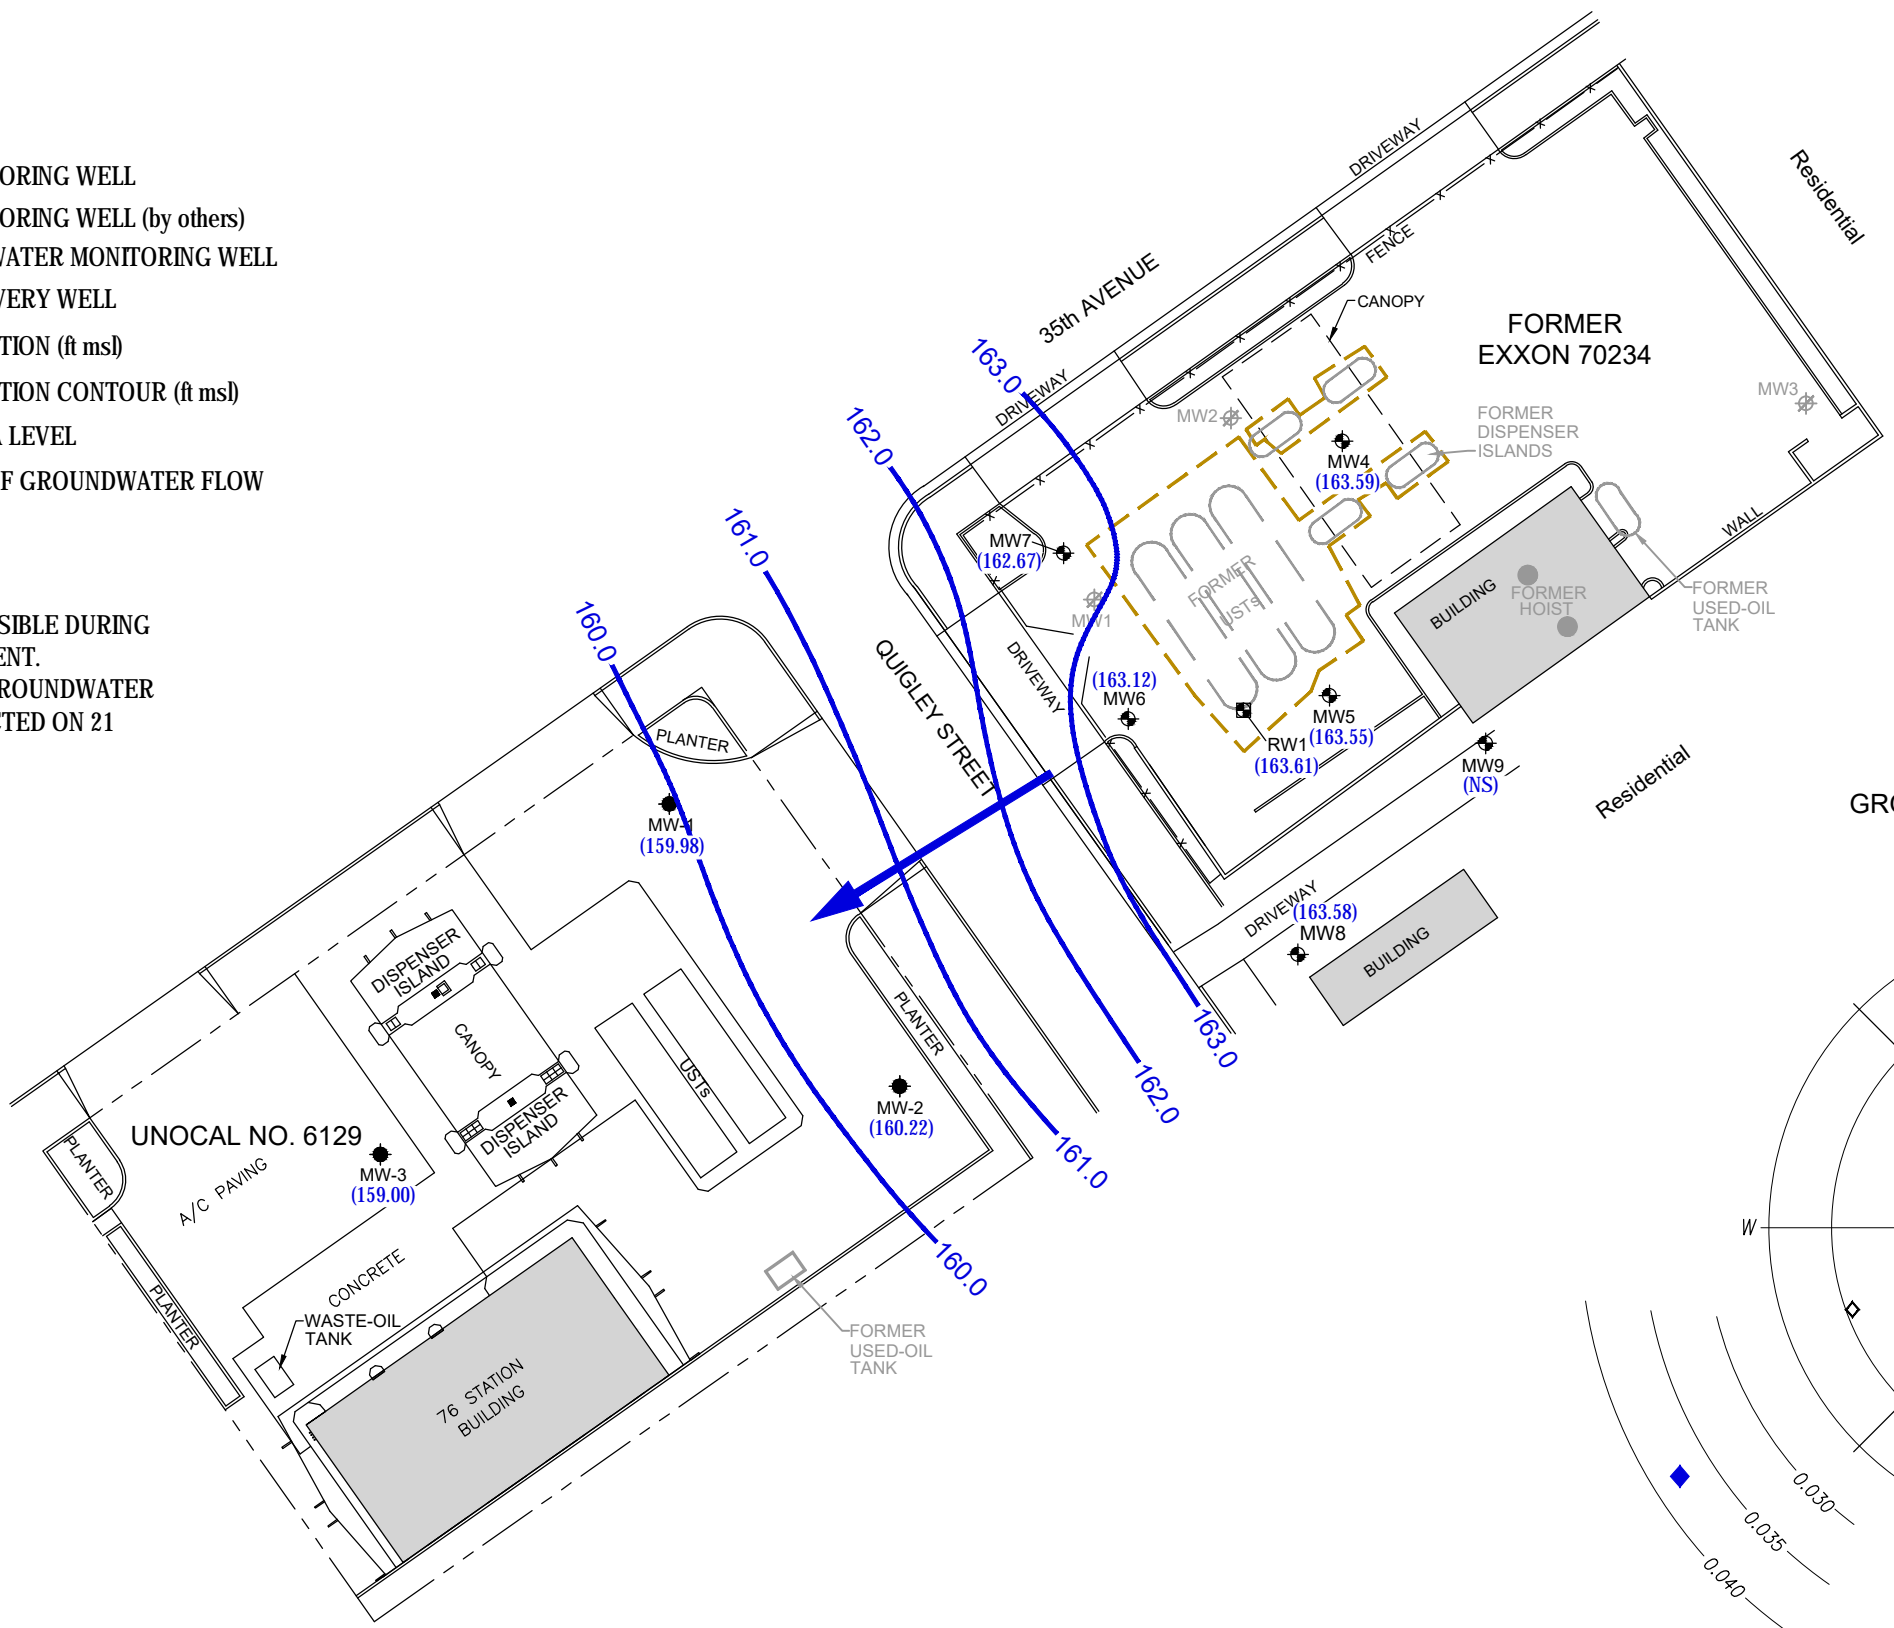 ORING WELL
ORING WELL (by others)
WATER MONITORING WELL
VERY WELL
TION (ft msl)
TION CONTOUR (ft msl)
A LEVEL
F GROUNDWATER FLOW
SIBLE DURING
ENT.
ROUNDWATER
CTED ON 21
35th AVENUE
DRIVEWAY
DRIVEWAY
FENCE
CANOPY
FORMER
EXXON 70234
Residential
163.0
162.0
161.0
160.0
MW2
MW3
MW4
(163.59)
FORMER
DISPENSER
ISLANDS
MW7
(162.67)
MW1
FORMER
USTs
BUILDING
FORMER
HOIST
WALL
FORMER
USED-OIL
TANK
QUIGLEY STREET
DRIVEWAY
(163.12)
MW6
MW5
(163.55)
RW1
(163.61)
MW9
(NS)
Residential
GRO
PLANTER
MW-1
(159.98)
DRIVEWAY
(163.58)
MW8
BUILDING
DISPENSER
ISLAND
CANOPY
DISPENSER
ISLAND
USTs
PLANTER
MW-2
(160.22)
163.0
162.0
161.0
160.0
UNOCAL NO. 6129
PLANTER
A/C PAVING
MW-3
(159.00)
CONCRETE
PLANTER
WASTE-OIL
TANK
76 STATION
BUILDING
FORMER
USED-OIL
TANK
W
0.030
0.035
0.040